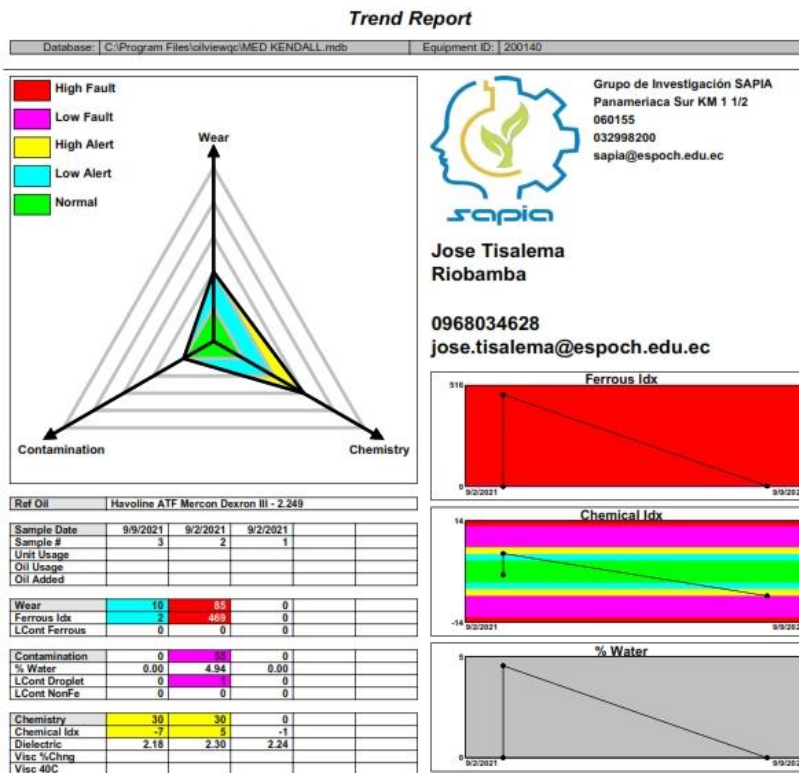 Trend Report
Database: C:\Program Files\oilviewqc\MED KENDALL.mdb Equipment ID: 200140
High Fault
Low Fault
High Alert
Low Alert
Normal
Wear
Contamination
Chemistry
sapia
Grupo de Investigación SAPIA
Panameriaca Sur KM 1 1/2
060155
032998200
sapia@espoch.edu.ec
Jose Tisalema
Riobamba
0968034628
jose.tisalema@espoch.edu.ec
Ferrous Idx
516
0
9/2/2021
Chemical Idx
14
-14
9/2/2021
% Water
5
0
9/2/2021
Ref Oil Havoline ATF Mercon Dexron III - 2.249
Sample Date 9/9/2021 9/2/2021 9/2/2021
Sample # 3 2 1
Unit Usage
Oil Usage
Oil Added
Wear 10 85 0
Ferrous Idx 2 469 0
LCont Ferrous 0 0 0
Contamination 0 0
% Water 0.00 4.94 0.00
LCont Droplet 0 0
LCont NonFe 0 0 0
Chemistry 30 30 0
Chemical Idx -7 5 -1
Dielectric 2.18 2.30 2.24
Visc %Chng
Visc 40C